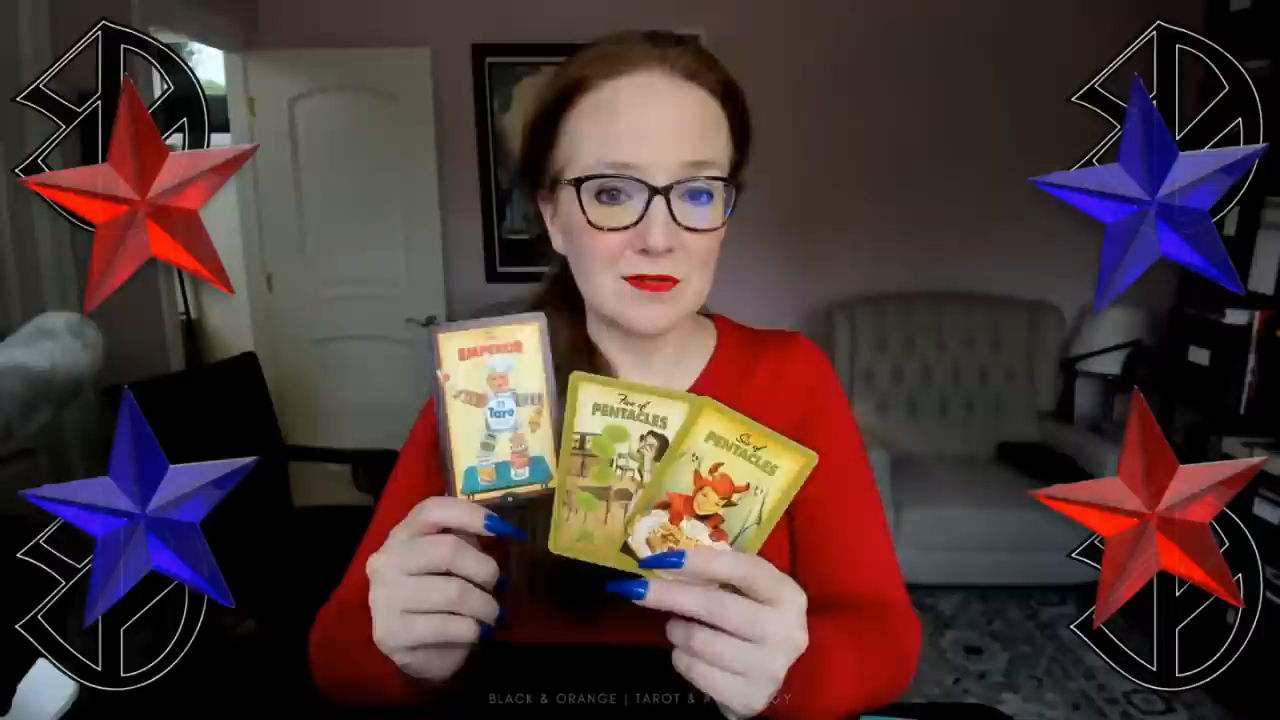 EMPEROR
Taro
Five of
PENTACLES
Six of
PENTACLES
BLACK & ORANGE | TAROT &